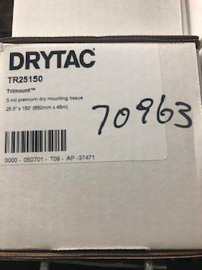 DRYTAC
TR25150
Trimount™
3 mil premium dry mounting tissue
25.5" x 150' (650mm x 46m)
70963
0000 - 050701 - T09 - AP -37471